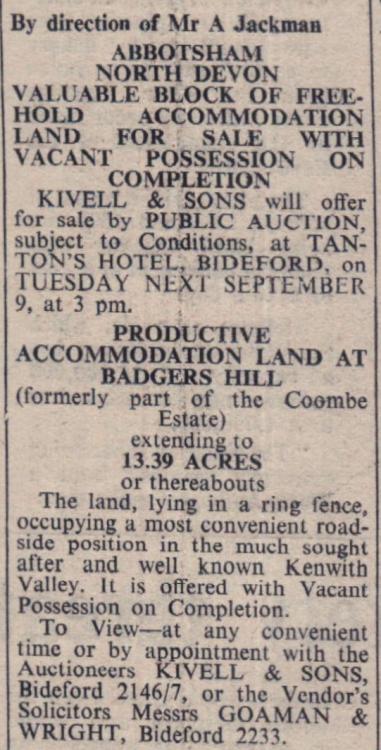 By direction of Mr A Jackman
ABBOTSHAM
NORTH DEVON
VALUABLE BLOCK OF FREE-
HOLD ACCOMMODATION
LAND FOR SALE WITH
VACANT POSSESSION ON
COMPLETION
KIVELL & SONS will offer
for sale by PUBLIC AUCTION,
subject to Conditions, at TAN-
TON'S HOTEL, BIDEFORD, on
TUESDAY NEXT SEPTEMBER
9, at 3 pm.
PRODUCTIVE
ACCOMMODATION LAND AT
BADGERS HILL
(formerly part of the Coombe
Estate)
extending to
13.39 ACRES
or thereabouts
The land, lying in a ring fence,
occupying a most convenient road-
side position in the much sought
after and well known Kenwith
Valley. It is offered with Vacant
Possession on Completion.
To View—at any convenient
time or by appointment with the
Auctioneers KIVELL & SONS,
Bideford 2146/7, or the Vendor's
Solicitors Messrs GOAMAN &
WRIGHT, Bideford 2233.